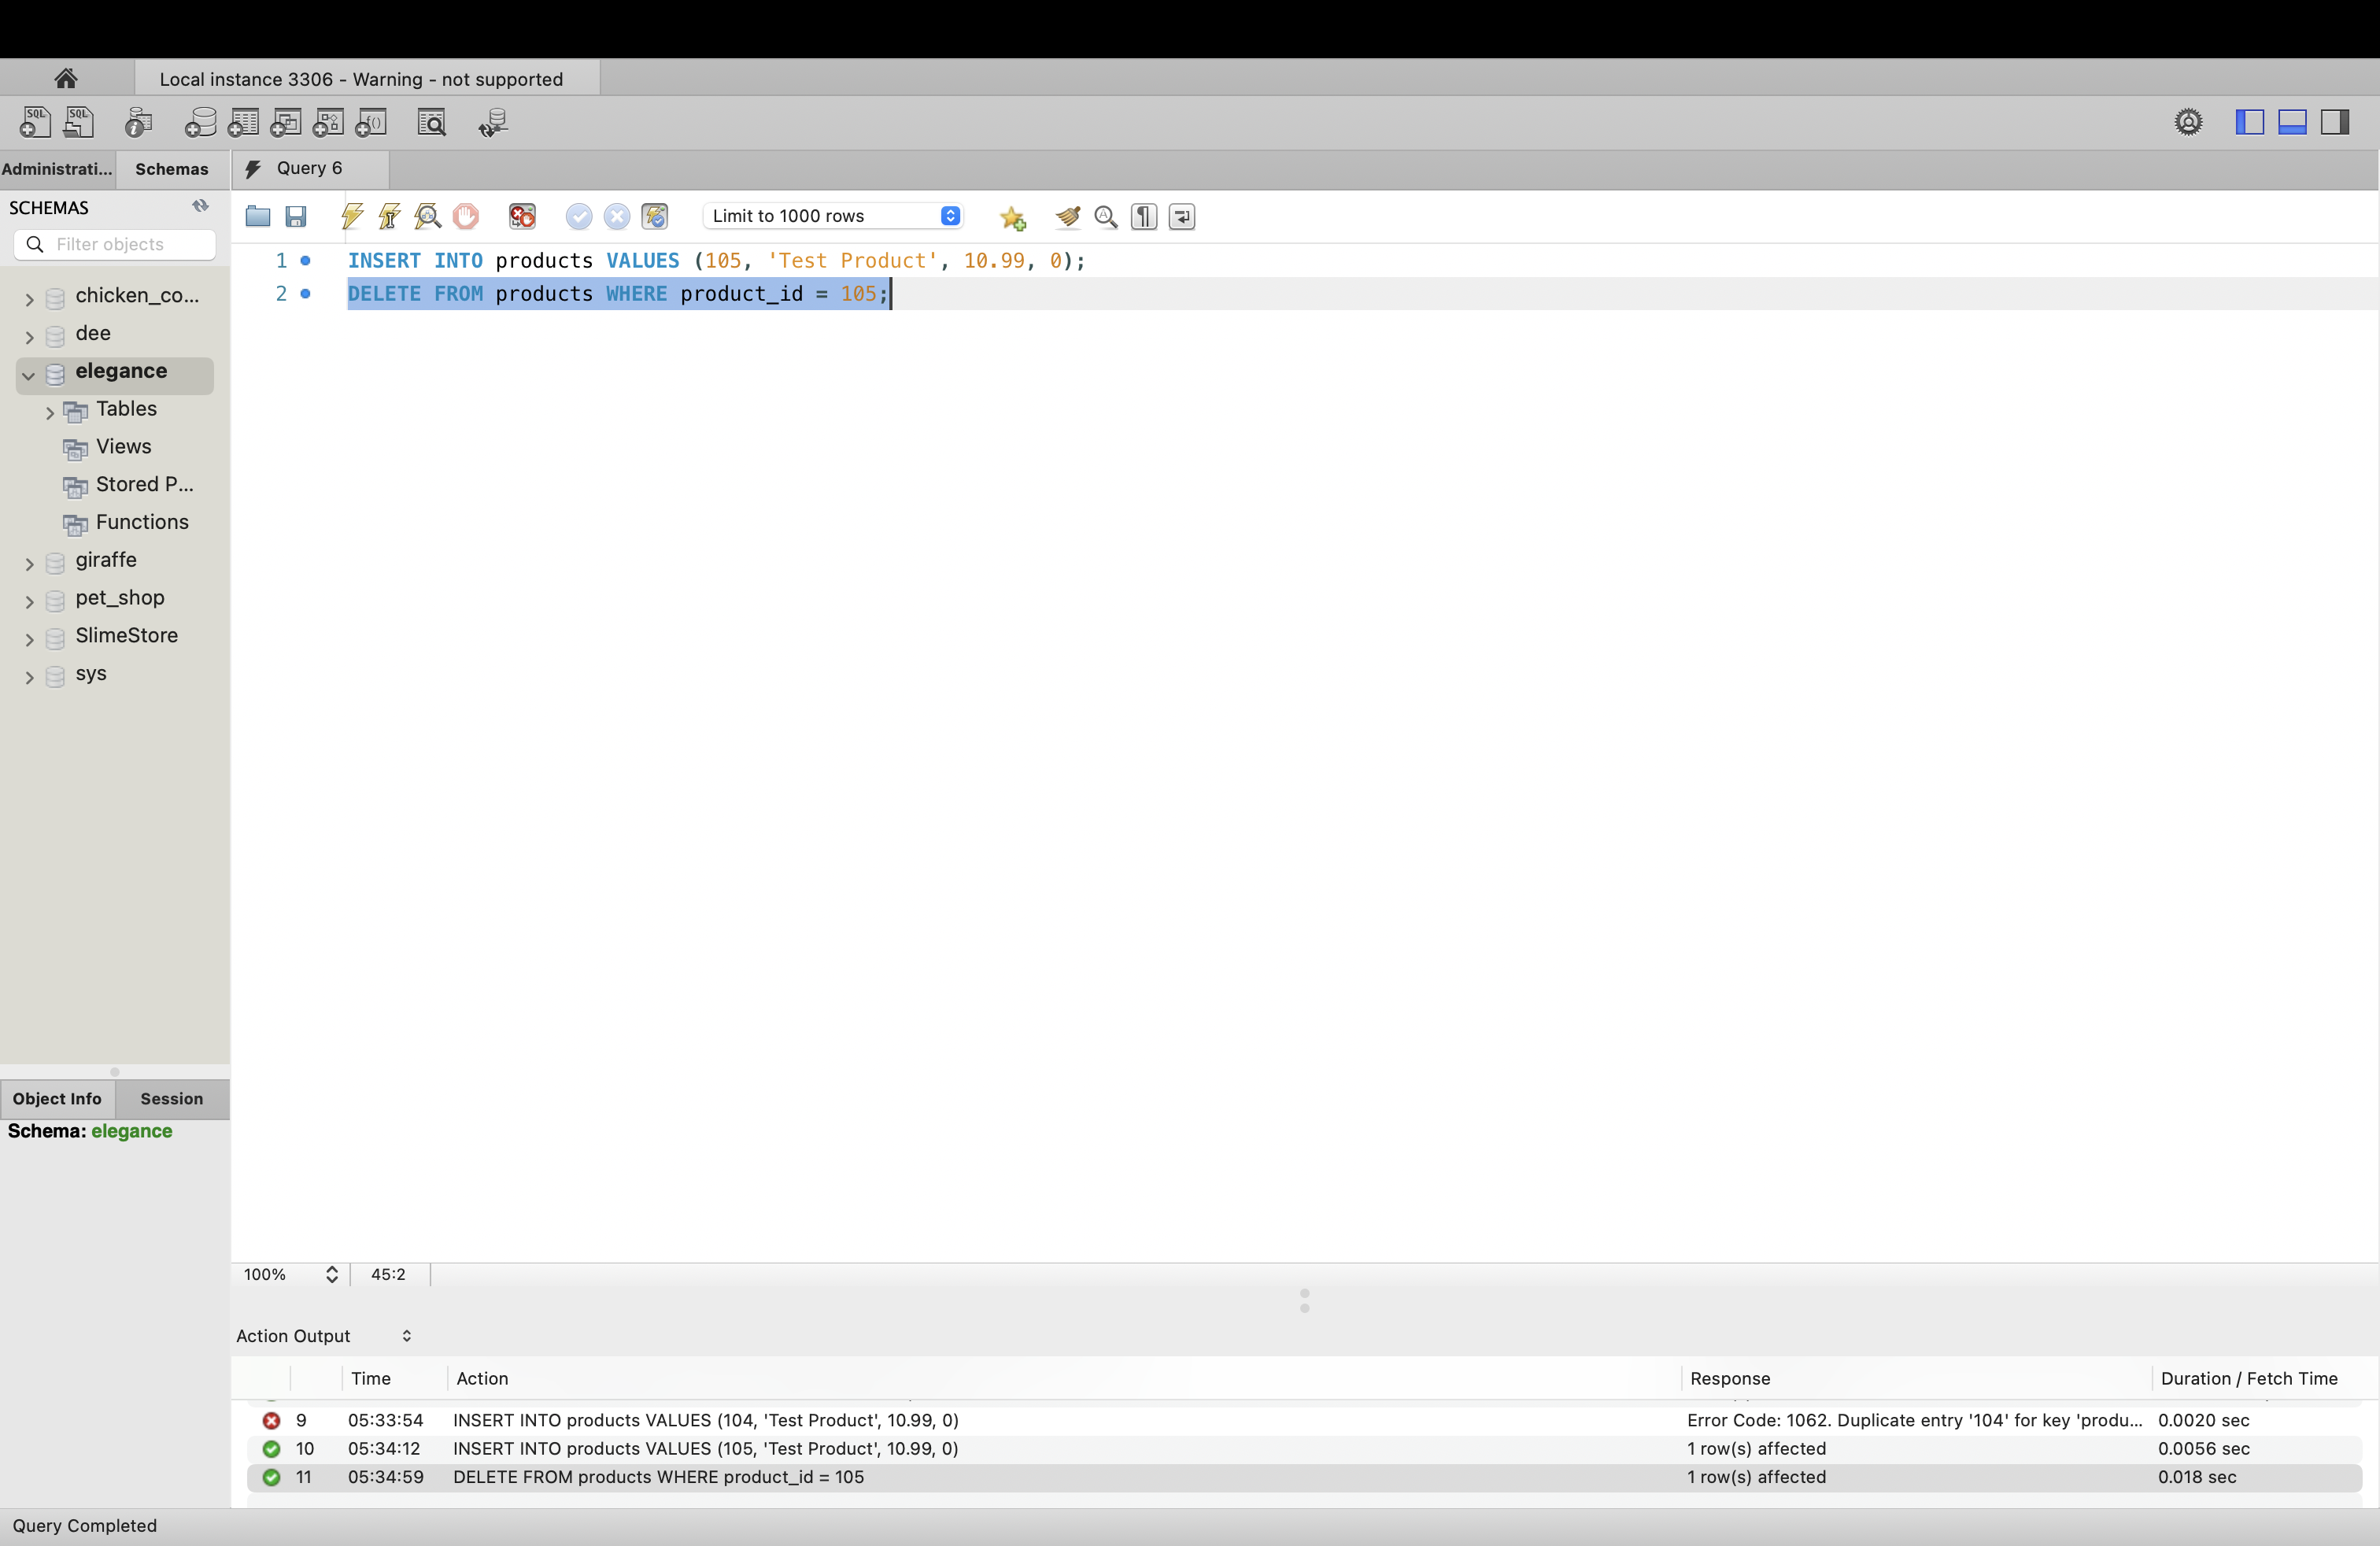 Local instance 3306 - Warning - not supported
SQL SQL
Administrati... Schemas Query 6
SCHEMAS
Limit to 1000 rows
Filter objects
1 INSERT INTO products VALUES (105, 'Test Product', 10.99, 0);
2 DELETE FROM products WHERE product_id = 105;
chicken_co...
dee
elegance
Tables
Views
Stored P...
Functions
giraffe
pet_shop
SlimeStore
sys
Object Info Session
Schema: elegance
100% 45:2
Action Output
Time Action Response Duration / Fetch Time
9 05:33:54 INSERT INTO products VALUES (104, 'Test Product', 10.99, 0) Error Code: 1062. Duplicate entry '104' for key 'produ... 0.0020 sec
10 05:34:12 INSERT INTO products VALUES (105, 'Test Product', 10.99, 0) 1 row(s) affected 0.0056 sec
11 05:34:59 DELETE FROM products WHERE product_id = 105 1 row(s) affected 0.018 sec
Query Completed